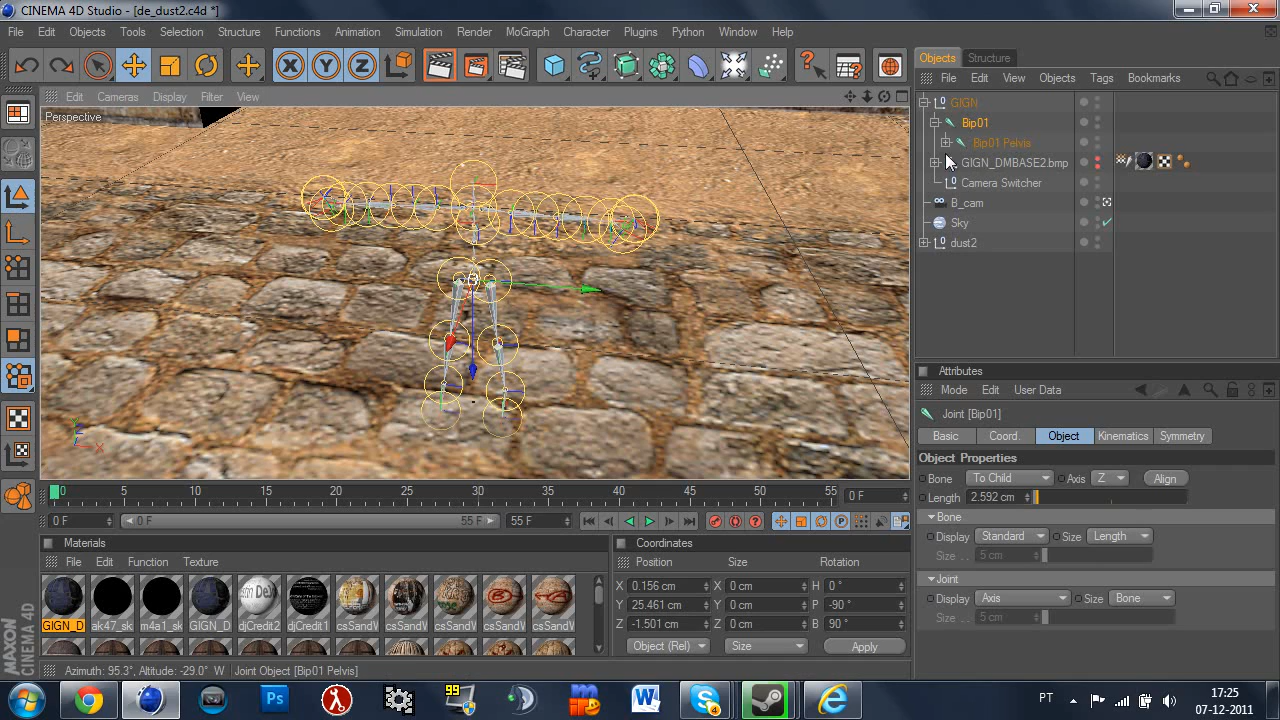 CINEMA 4D Studio - [de_dust2.c4d *]
File Edit Objects Tools Selection Structure Functions Animation Simulation Render MoGraph Character Plugins Python Window Help
X Y Z
Objects Structure
File Edit View Objects Tags Bookmarks
Edit Cameras Display Filter View
Perspective
GIGN
Bip01
Bip01 Pelvis
GIGN_DMBASE2.bmp
Camera Switcher
B_cam
Sky
dust2
Attributes
Mode Edit User Data
Joint [Bip01]
Basic Coord. Object Kinematics Symmetry
Object Properties
Bone To Child Axis Z Align
Length 2.592 cm
Bone
Display Standard Size Length
Size .. 5 cm
Joint
Display Axis Size Bone
Size .. 5 cm
0 5 10 15 20 25 30 35 40 45 50 55 0 F
0 F 0 F 55 F 55 F
Materials
File Edit Function Texture
GIGN_D ak47_sk m4a1_sk GIGN_D djCredit2 djCredit1 csSandW csSandW csSandW csSandW csSandW
Coordinates
Position Size Rotation
X 0.156 cm X 0 cm H 0 °
Y 25.461 cm Y 0 cm P -90 °
Z -1.501 cm Z 0 cm B 90 °
Object (Rel) Size Apply
MAXON
CINEMA 4D
Azimuth: 95.3°, Altitude: -29.0° W Joint Object [Bip01 Pelvis]
Ps
99
W
4
PT
17:25
07-12-2011